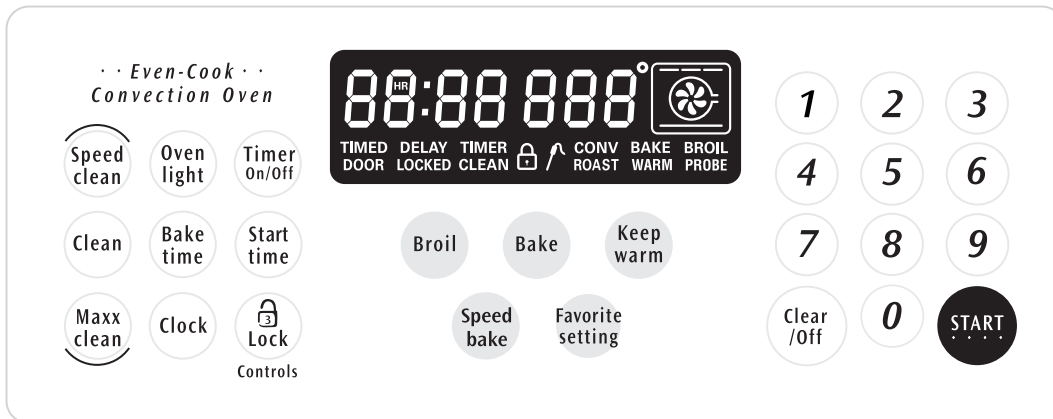 · · Even-Cook · ·
Convection Oven
Speed
clean
Oven
light
Timer
On/Off
Clean
Bake
time
Start
time
Maxx
clean
Clock
3
Lock
Controls
88:88 888°
HR
TIMED DELAY TIMER CONV BAKE BROIL
DOOR LOCKED CLEAN ROAST WARM PROBE
Broil
Bake
Keep
warm
Speed
bake
Favorite
setting
1 2 3
4 5 6
7 8 9
Clear
/Off
0
START